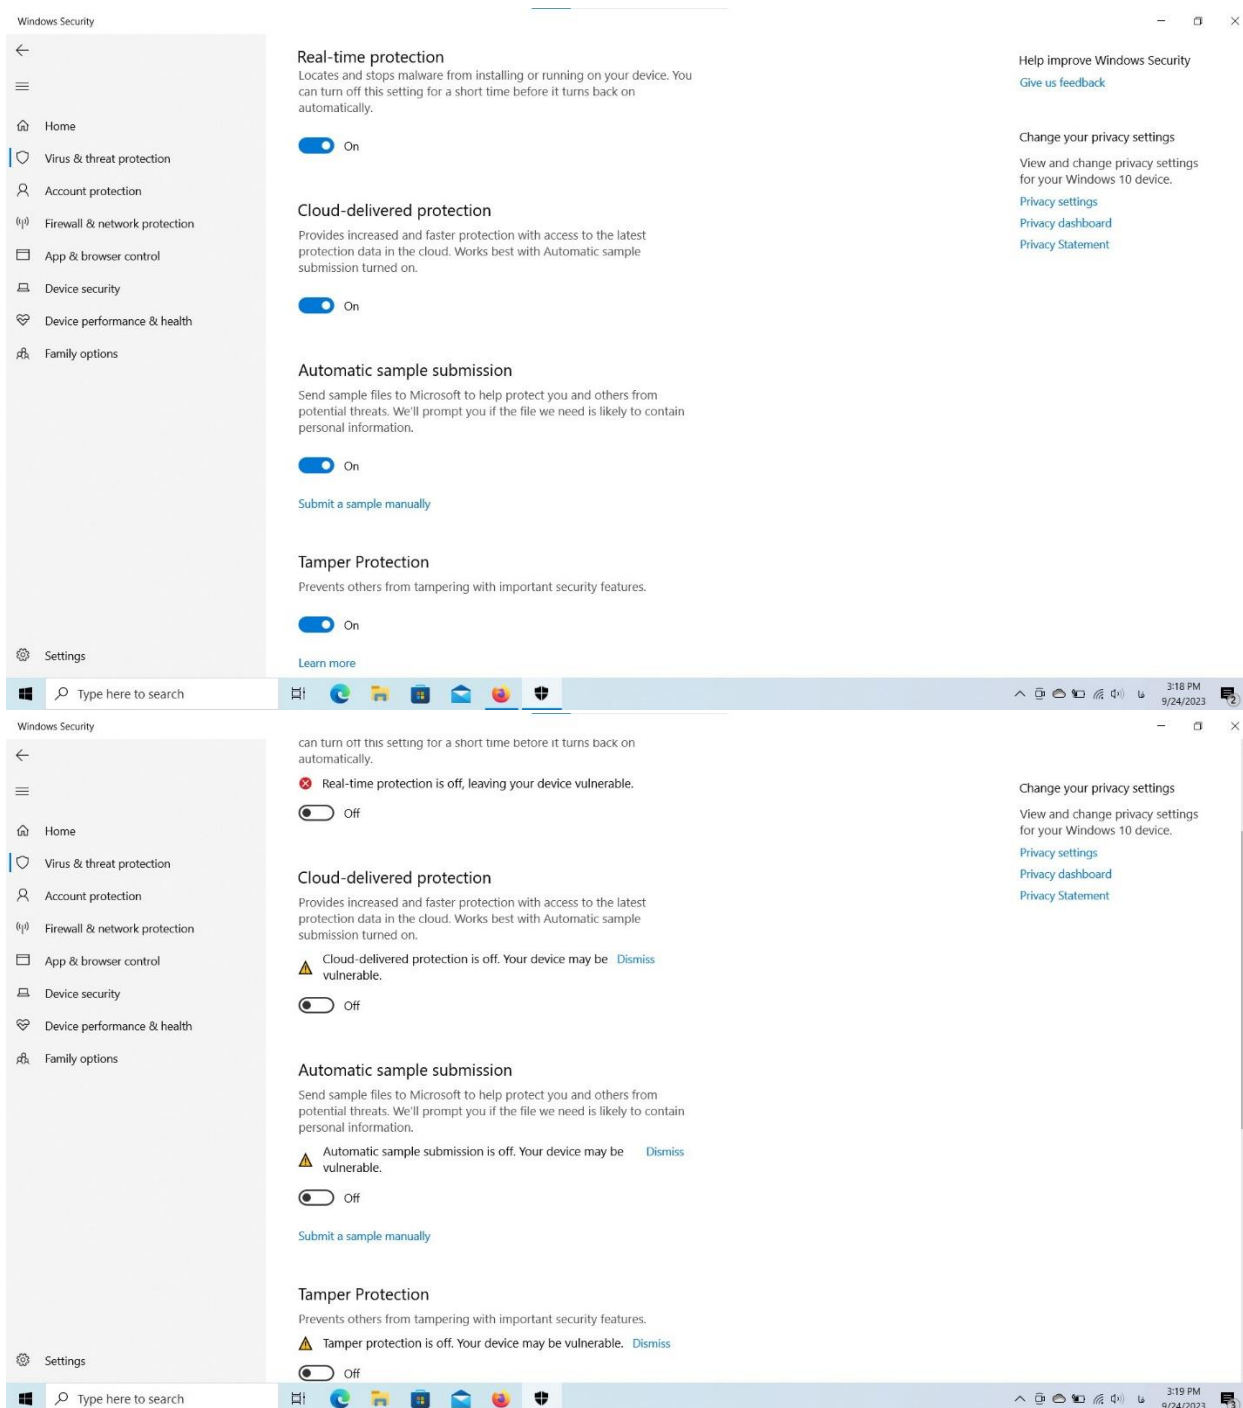 Windows Security
Real-time protection
Locates and stops malware from installing or running on your device. You
can turn off this setting for a short time before it turns back on
automatically.
On
Cloud-delivered protection
Provides increased and faster protection with access to the latest
protection data in the cloud. Works best with Automatic sample
submission turned on.
On
Automatic sample submission
Send sample files to Microsoft to help protect you and others from
potential threats. We'll prompt you if the file we need is likely to contain
personal information.
On
Submit a sample manually
Tamper Protection
Prevents others from tampering with important security features.
On
Learn more
Home
Virus & threat protection
Account protection
Firewall & network protection
App & browser control
Device security
Device performance & health
Family options
Settings
Help improve Windows Security
Give us feedback
Change your privacy settings
View and change privacy settings
for your Windows 10 device.
Privacy settings
Privacy dashboard
Privacy Statement
Type here to search
فا
3:18 PM
9/24/2023
2
Windows Security
can turn off this setting for a short time before it turns back on
automatically.
Real-time protection is off, leaving your device vulnerable.
Off
Cloud-delivered protection
Provides increased and faster protection with access to the latest
protection data in the cloud. Works best with Automatic sample
submission turned on.
Cloud-delivered protection is off. Your device may be Dismiss
vulnerable.
Off
Automatic sample submission
Send sample files to Microsoft to help protect you and others from
potential threats. We'll prompt you if the file we need is likely to contain
personal information.
Automatic sample submission is off. Your device may be Dismiss
vulnerable.
Off
Submit a sample manually
Tamper Protection
Prevents others from tampering with important security features.
Tamper protection is off. Your device may be vulnerable. Dismiss
Off
Home
Virus & threat protection
Account protection
Firewall & network protection
App & browser control
Device security
Device performance & health
Family options
Settings
Change your privacy settings
View and change privacy settings
for your Windows 10 device.
Privacy settings
Privacy dashboard
Privacy Statement
Type here to search
فا
3:19 PM
9/24/2023
3